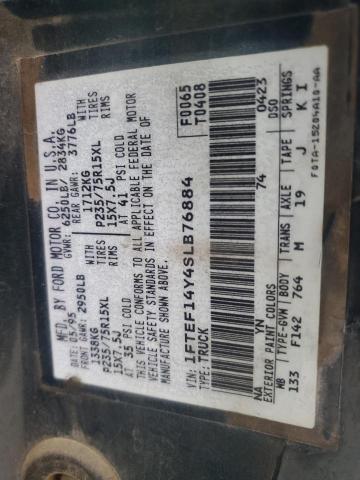 MFD. BY FORD MOTOR CO. IN U.S.A.
DATE: 05/95 GVWR: 6250LB/ 2834KG
FRONT GAWR: 2950LB REAR GAWR: 3776LB
1338KG WITH 1712KG WITH
P235/75R15XL TIRES P235/75R15XL TIRES
15X7.5J RIMS 15X7.5J RIMS
AT 35 PSI COLD AT 41 PSI COLD
THIS VEHICLE CONFORMS TO ALL APPLICABLE FEDERAL MOTOR
VEHICLE SAFETY STANDARDS IN EFFECT ON THE DATE OF
MANUFACTURE SHOWN ABOVE.
VIN: 1FTEF14Y4SLB76884 F0065
TYPE: TRUCK T0408
NA YN 74 0423
EXTERIOR PAINT COLORS DSO
WB TYPE-GVW BODY TRANS AXLE TAPE SPRINGS
133 F142 764 M 19 J K I
F0TA-15294A10-AA